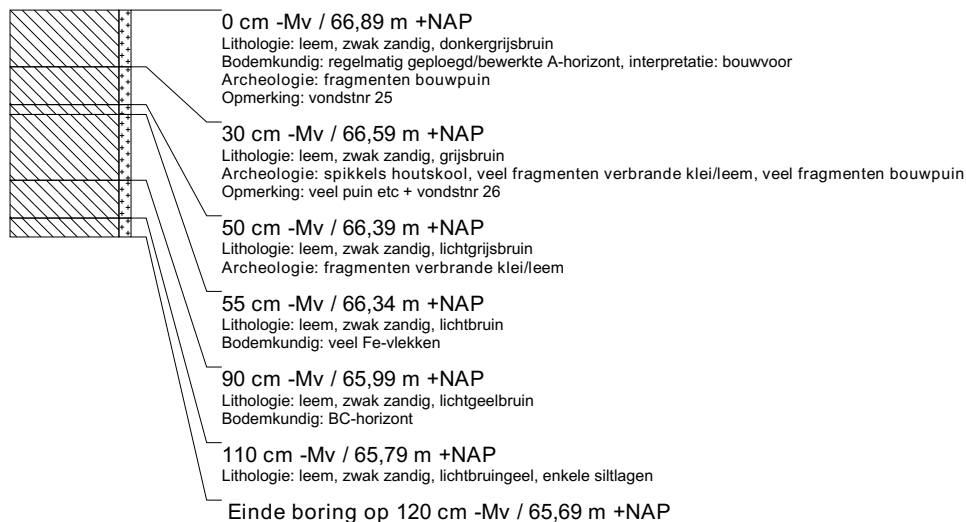 0 cm -Mv / 66,89 m +NAP
Lithologie: leem, zwak zandig, donkergrijsbruin
Bodemkundig: regelmatig geploegd/bewerkte A-horizont, interpretatie: bouwvoor
Archeologie: fragmenten bouwpuin
Opmerking: vondstnr 25
30 cm -Mv / 66,59 m +NAP
Lithologie: leem, zwak zandig, grijsbruin
Archeologie: spikkels houtskool, veel fragmenten verbrande klei/leem, veel fragmenten bouwpuin
Opmerking: veel puin etc + vondstnr 26
50 cm -Mv / 66,39 m +NAP
Lithologie: leem, zwak zandig, lichtgrijsbruin
Archeologie: fragmenten verbrande klei/leem
55 cm -Mv / 66,34 m +NAP
Lithologie: leem, zwak zandig, lichtbruin
Bodemkundig: veel Fe-vlekken
90 cm -Mv / 65,99 m +NAP
Lithologie: leem, zwak zandig, lichtgeelbruin
Bodemkundig: BC-horizont
110 cm -Mv / 65,79 m +NAP
Lithologie: leem, zwak zandig, lichtbruingeel, enkele siltlagen
Einde boring op 120 cm -Mv / 65,69 m +NAP